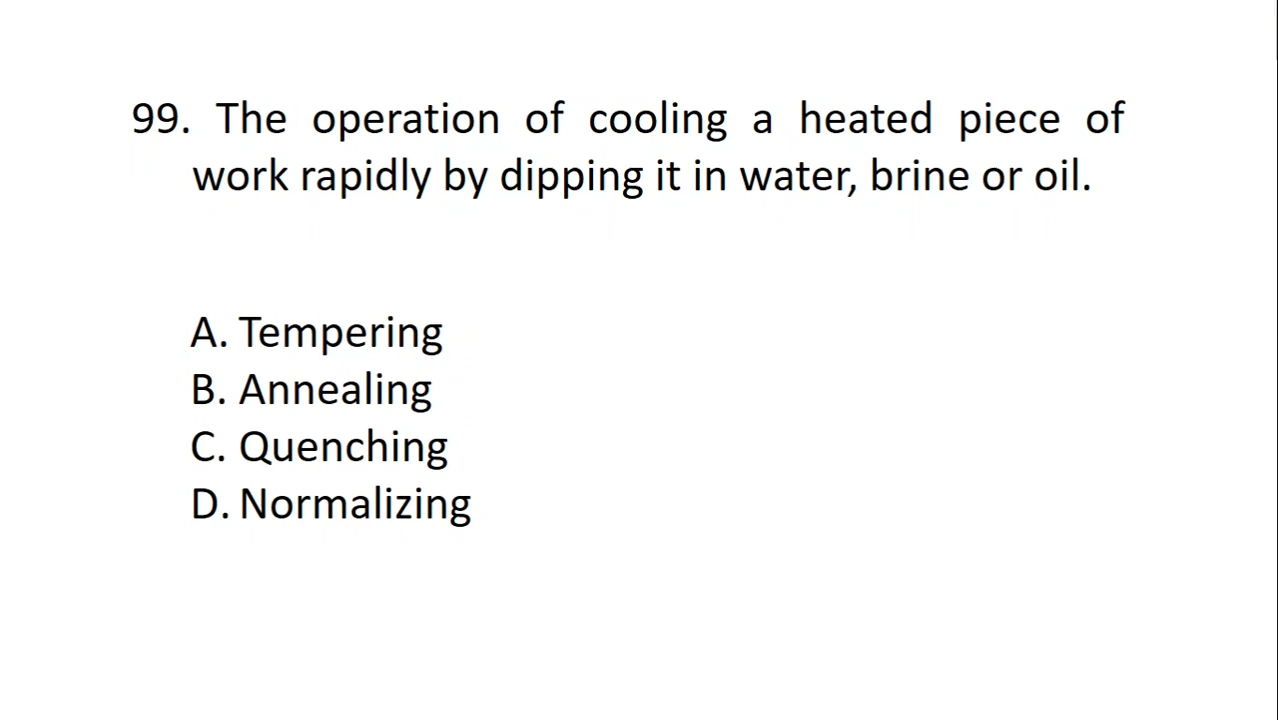 99. The operation of cooling a heated piece of
work rapidly by dipping it in water, brine or oil.
A. Tempering
B. Annealing
C. Quenching
D. Normalizing